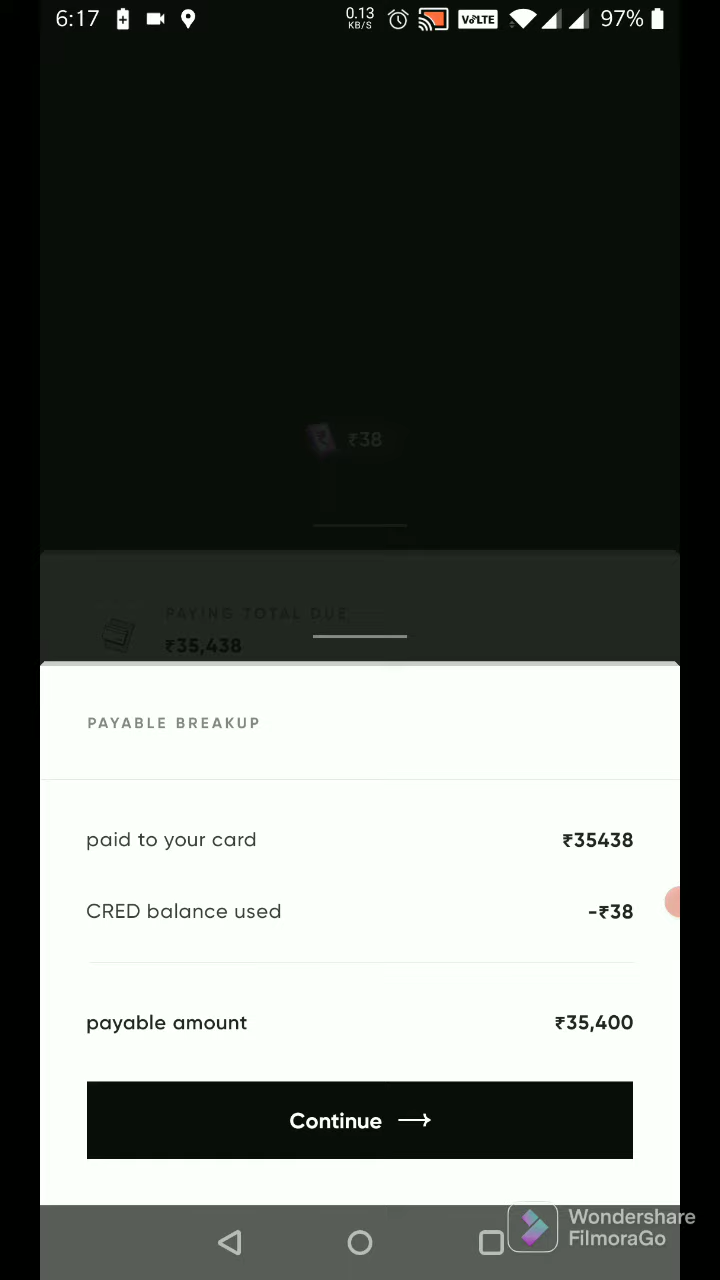 6:17 0.13 KB/S VoLTE 97%
₹38
PAYING TOTAL DUE
₹35,438
PAYABLE BREAKUP
paid to your card ₹35438
CRED balance used -₹38
payable amount ₹35,400
Continue →
Wondershare
FilmoraGo